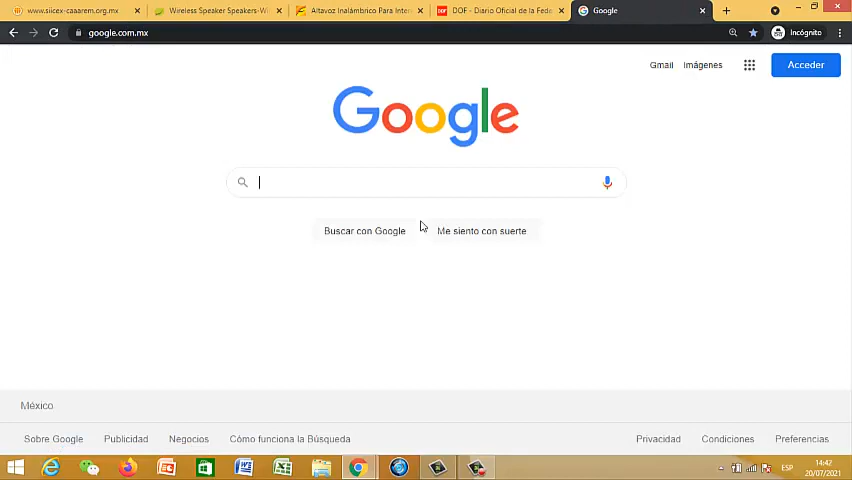 www.siicex-caaarem.org.mx
Wireless Speaker Speakers-Wi
Altavoz Inalámbrico Para Inter
DOF - Diario Oficial de la Fede
Google
google.com.mx
Incógnito
Gmail
Imágenes
Acceder
Google
Buscar con Google
Me siento con suerte
México
Sobre Google
Publicidad
Negocios
Cómo funciona la Búsqueda
Privacidad
Condiciones
Preferencias
ESP
14:42
20/07/2021